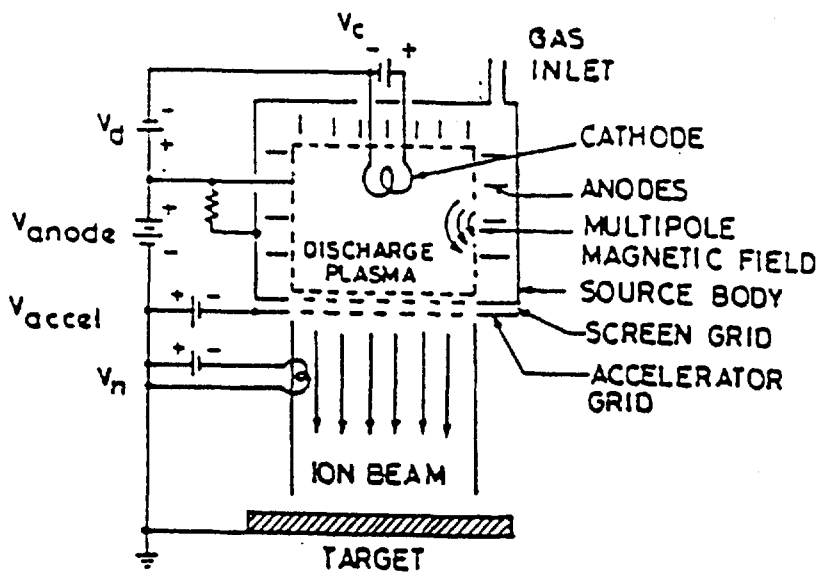 Vc
- +
GAS
INLET
-
Vd
+
CATHODE
ANODES
+
Vanode
-
MULTIPOLE
MAGNETIC FIELD
DISCHARGE
PLASMA
SOURCE BODY
+ -
Vaccel
SCREEN GRID
+ -
Vn
ACCELERATOR
GRID
ION BEAM
TARGET